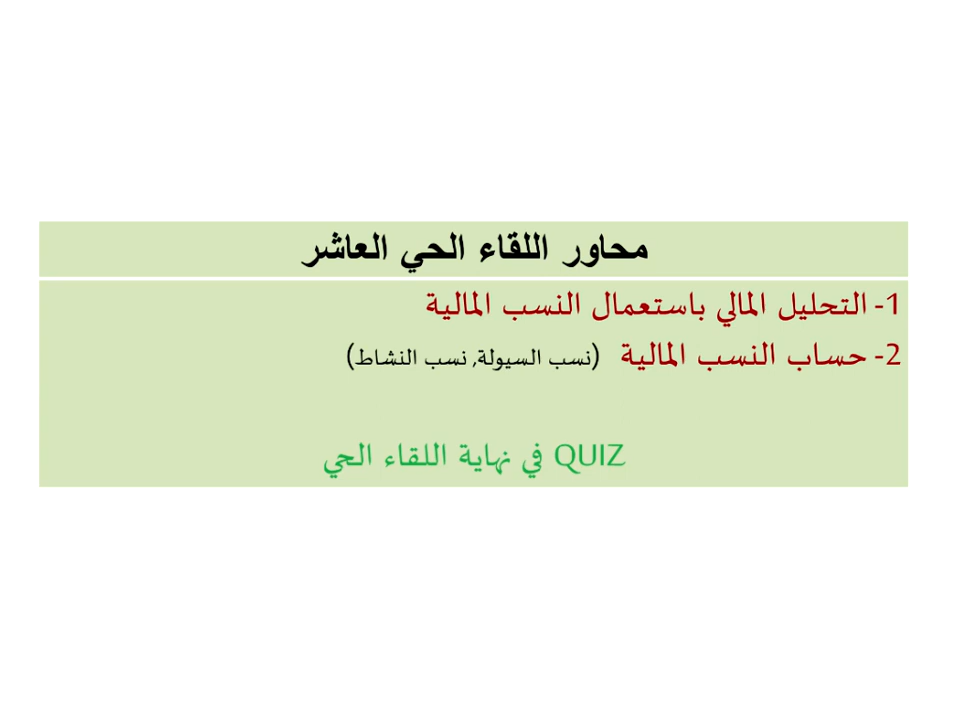 محاور اللقاء الحي العاشر
1- التحليل المالي باستعمال النسب المالية
2- حساب النسب المالية (نسب السيولة, نسب النشاط)
QUIZ في نهاية اللقاء الحي